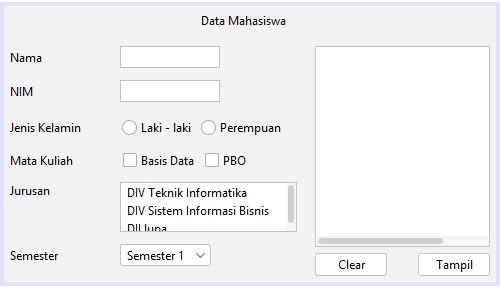 Data Mahasiswa
Nama
NIM
Jenis Kelamin Laki - laki Perempuan
Mata Kuliah Basis Data PBO
Jurusan DIV Teknik Informatika
DIV Sistem Informasi Bisnis
Semester Semester 1
Clear Tampil